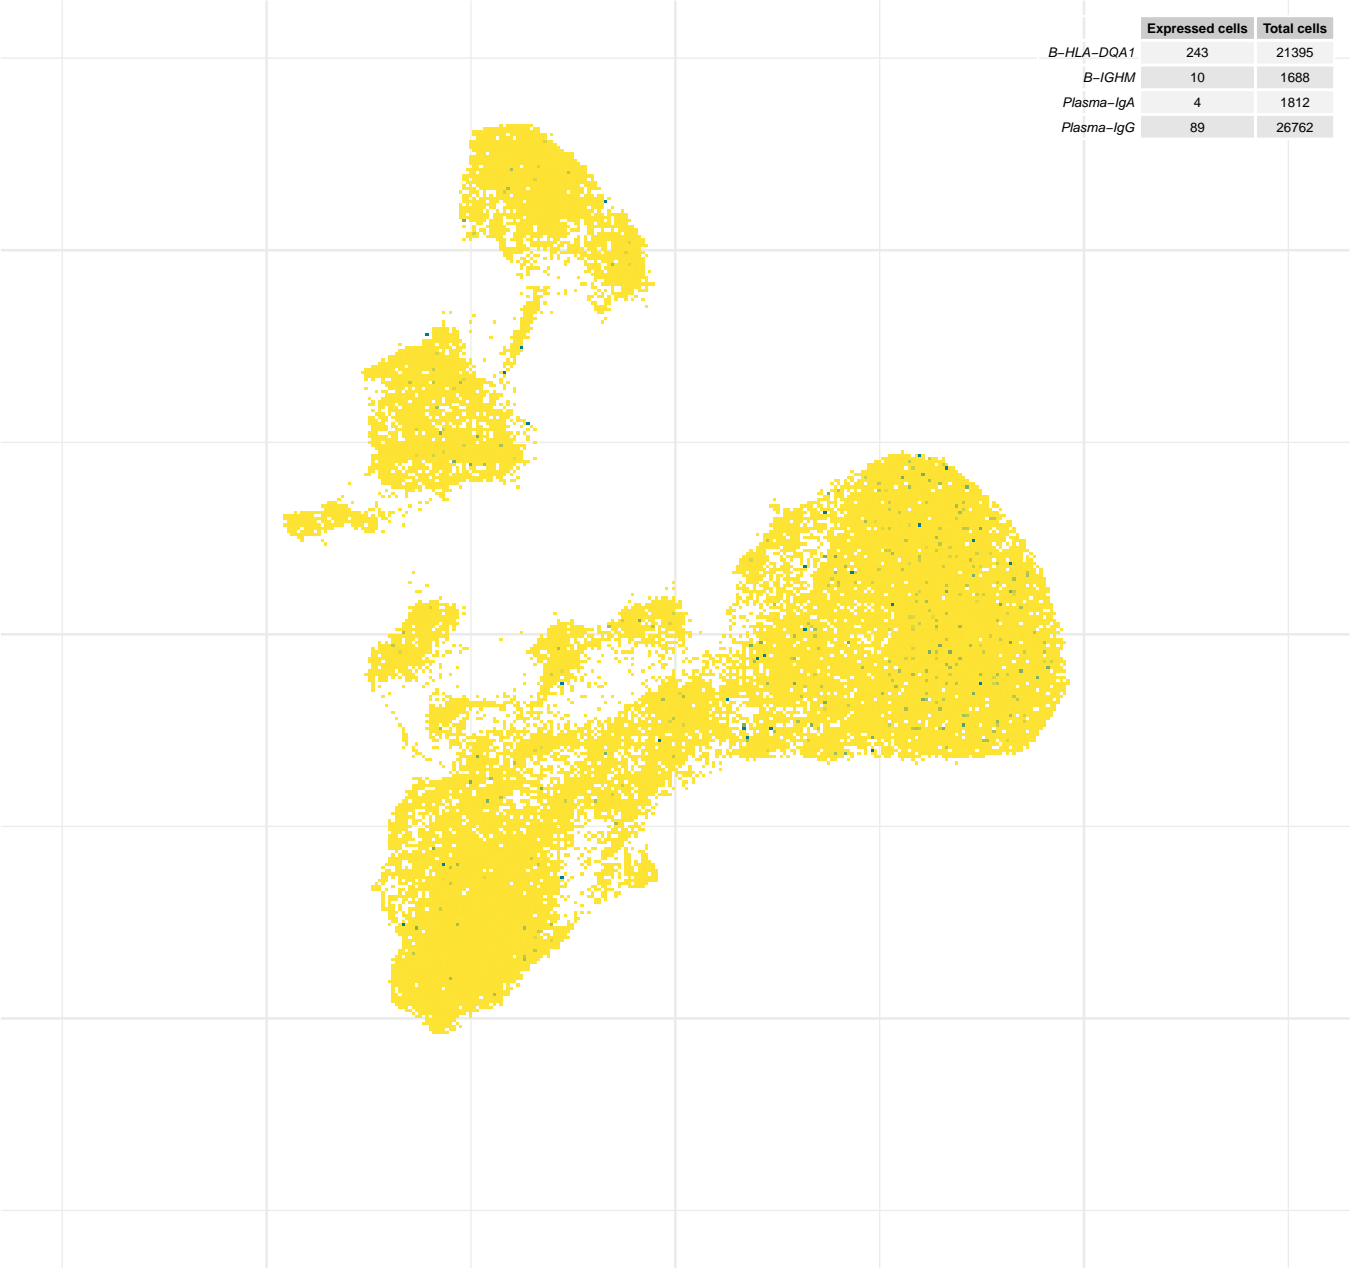 Expressed cells Total cells
B−HLA−DQA1 243 21395
B−IGHM 10 1688
Plasma−IgA 4 1812
Plasma−IgG 89 26762